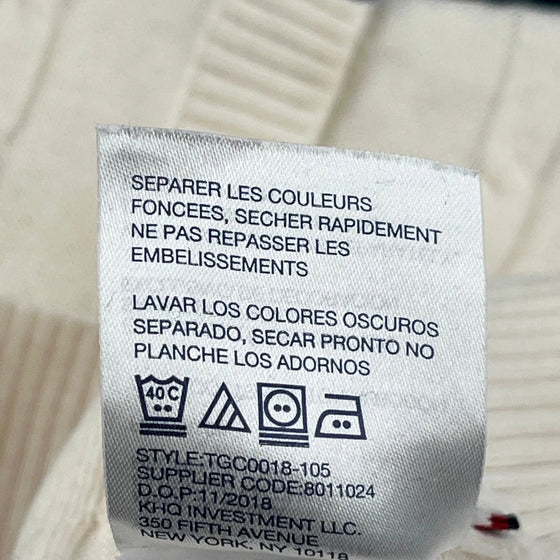 SEPARER LES COULEURS
FONCEES, SECHER RAPIDEMENT
NE PAS REPASSER LES
EMBELISSEMENTS
LAVAR LOS COLORES OSCUROS
SEPARADO, SECAR PRONTO NO
PLANCHE LOS ADORNOS
40 C
STYLE:TGC0018-105
SUPPLIER CODE:8011024
D.O.P:11/2018
KHQ INVESTMENT LLC.
350 FIFTH AVENUE
NEW YORK, NY 10118